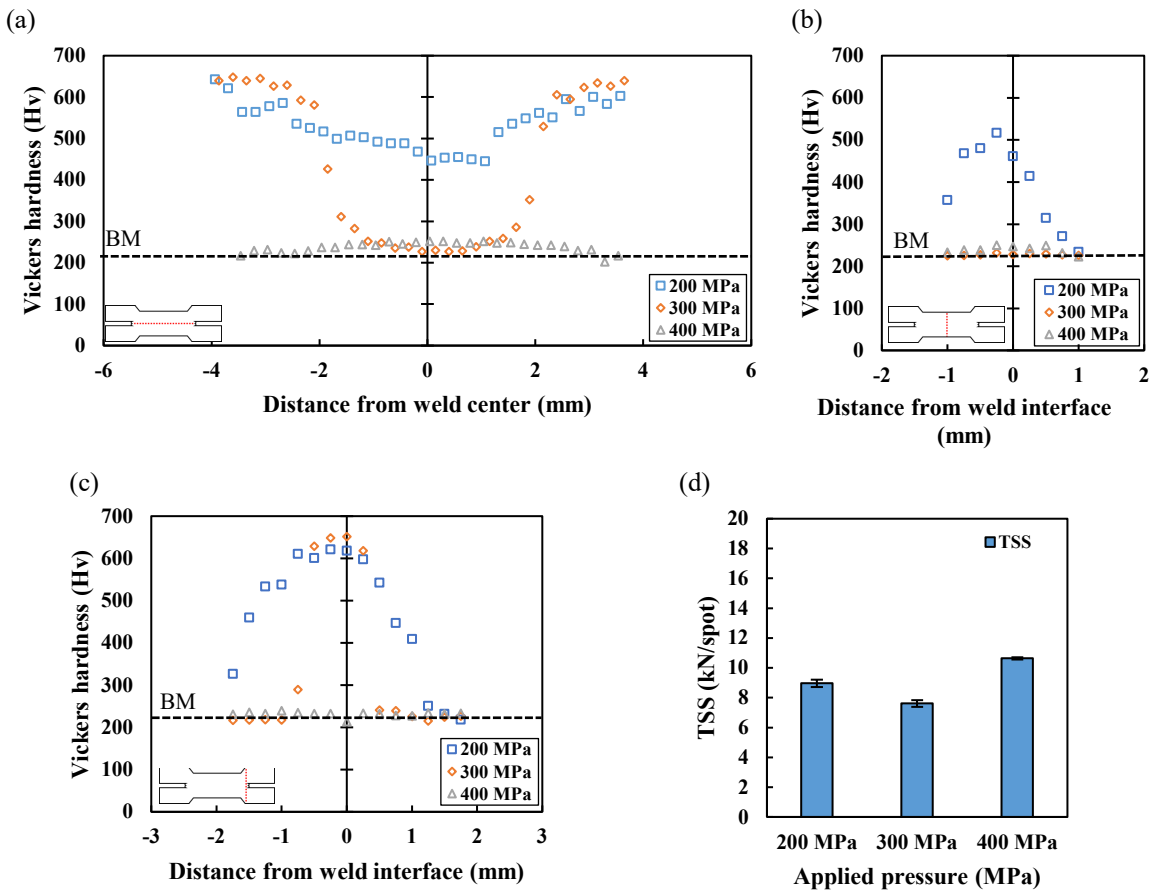 (a)
Vickers hardness (Hv)
700
600
500
400
300
200
100
0
BM
200 MPa
300 MPa
400 MPa
-6
-4
-2
0
2
4
6
Distance from weld center (mm)
(b)
Vickers hardness (Hv)
700
600
500
400
300
200
100
0
BM
200 MPa
300 MPa
400 MPa
-2
-1
0
1
2
Distance from weld interface
(mm)
(c)
Vickers hardness (Hv)
700
600
500
400
300
200
100
0
BM
200 MPa
300 MPa
400 MPa
-3
-2
-1
0
1
2
3
Distance from weld interface (mm)
(d)
TSS (kN/spot)
20
18
16
14
12
10
8
6
4
2
0
TSS
200 MPa
300 MPa
400 MPa
Applied pressure (MPa)